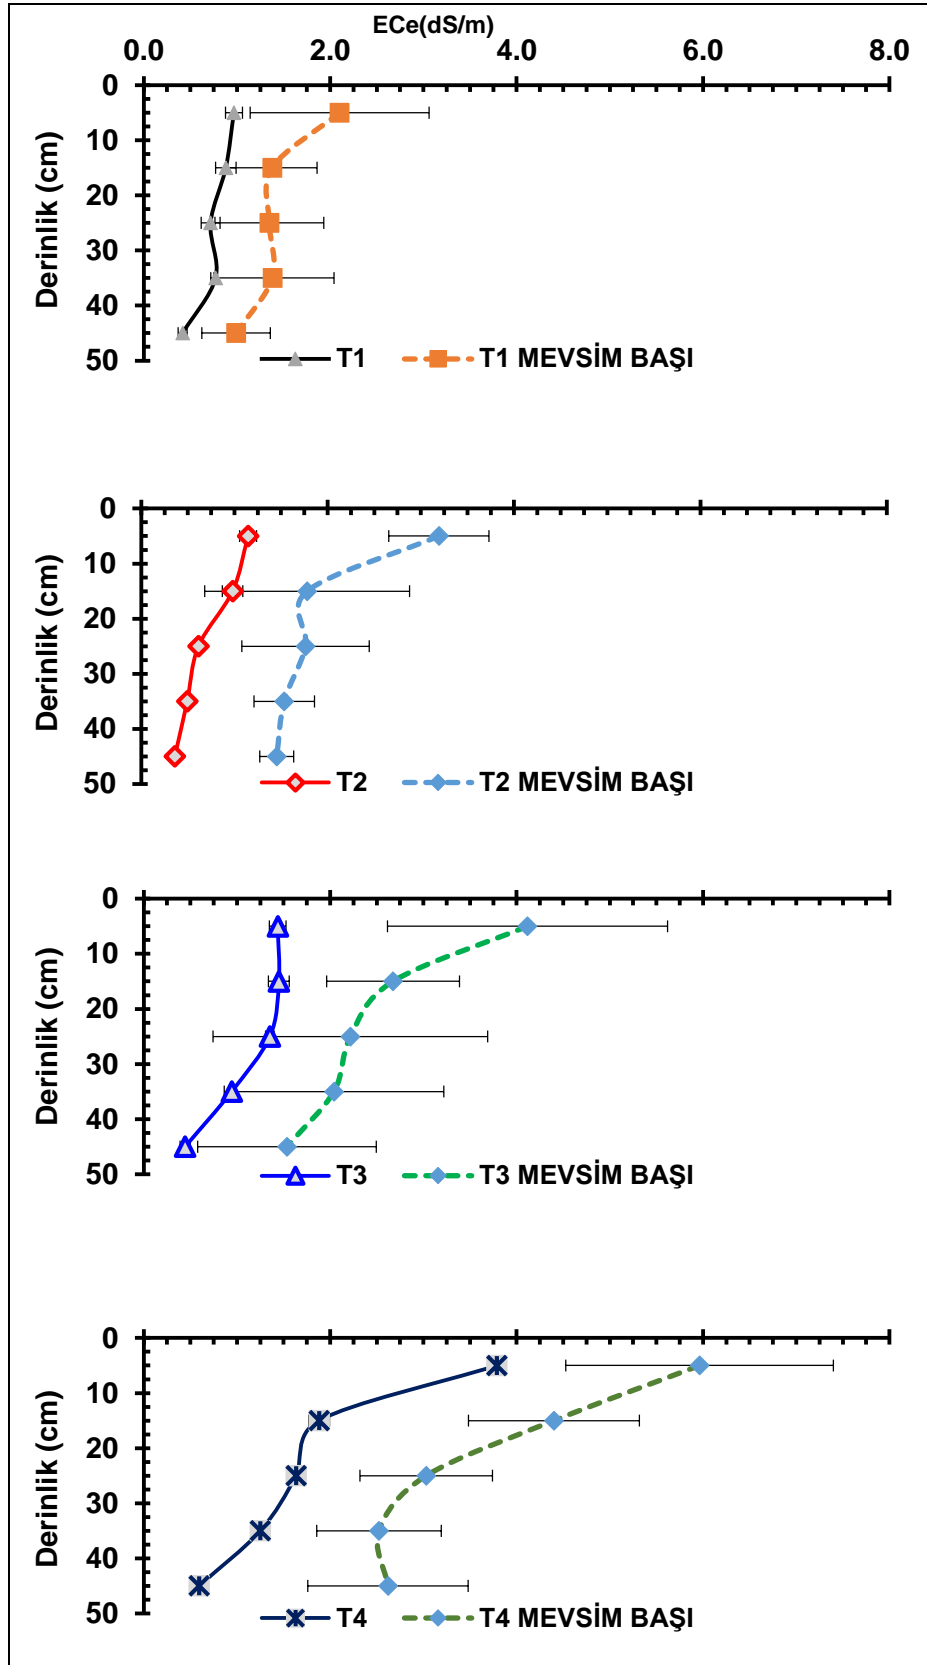 ECe(dS/m)
0.0 2.0 4.0 6.0 8.0
Derinlik (cm)
0
10
20
30
40
50
T1 T1 MEVSİM BAŞI
Derinlik (cm)
0
10
20
30
40
50
T2 T2 MEVSİM BAŞI
Derinlik (cm)
0
10
20
30
40
50
T3 T3 MEVSİM BAŞI
Derinlik (cm)
0
10
20
30
40
50
T4 T4 MEVSİM BAŞI